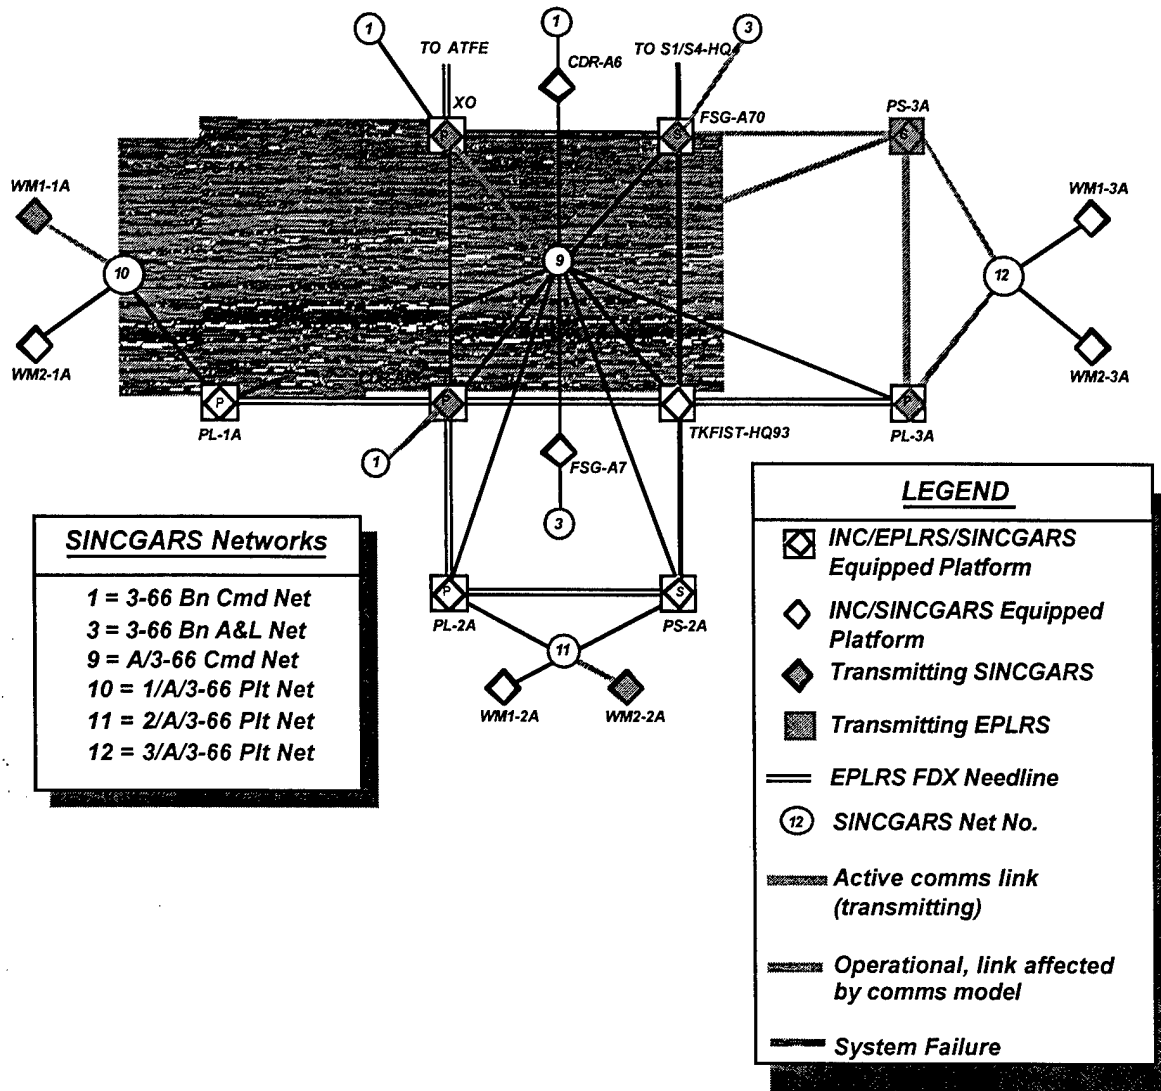 1
1
3
TO ATFE
CDR-A6
TO S1/S4-HQ
XO
FSG-A70
PS-3A
P
S
S
WM1-1A
WM1-3A
10
9
12
WM2-1A
WM2-3A
P
P
PL-1A
TKFIST-HQ93
PL-3A
1
FSG-A7
3
P
S
PL-2A
PS-2A
11
WM1-2A
WM2-2A
SINCGARS Networks
1 = 3-66 Bn Cmd Net
3 = 3-66 Bn A&L Net
9 = A/3-66 Cmd Net
10 = 1/A/3-66 Plt Net
11 = 2/A/3-66 Plt Net
12 = 3/A/3-66 Plt Net
LEGEND
INC/EPLRS/SINCGARS
Equipped Platform
INC/SINCGARS Equipped
Platform
Transmitting SINCGARS
Transmitting EPLRS
EPLRS FDX Needline
12 SINCGARS Net No.
Active comms link
(transmitting)
Operational, link affected
by comms model
System Failure